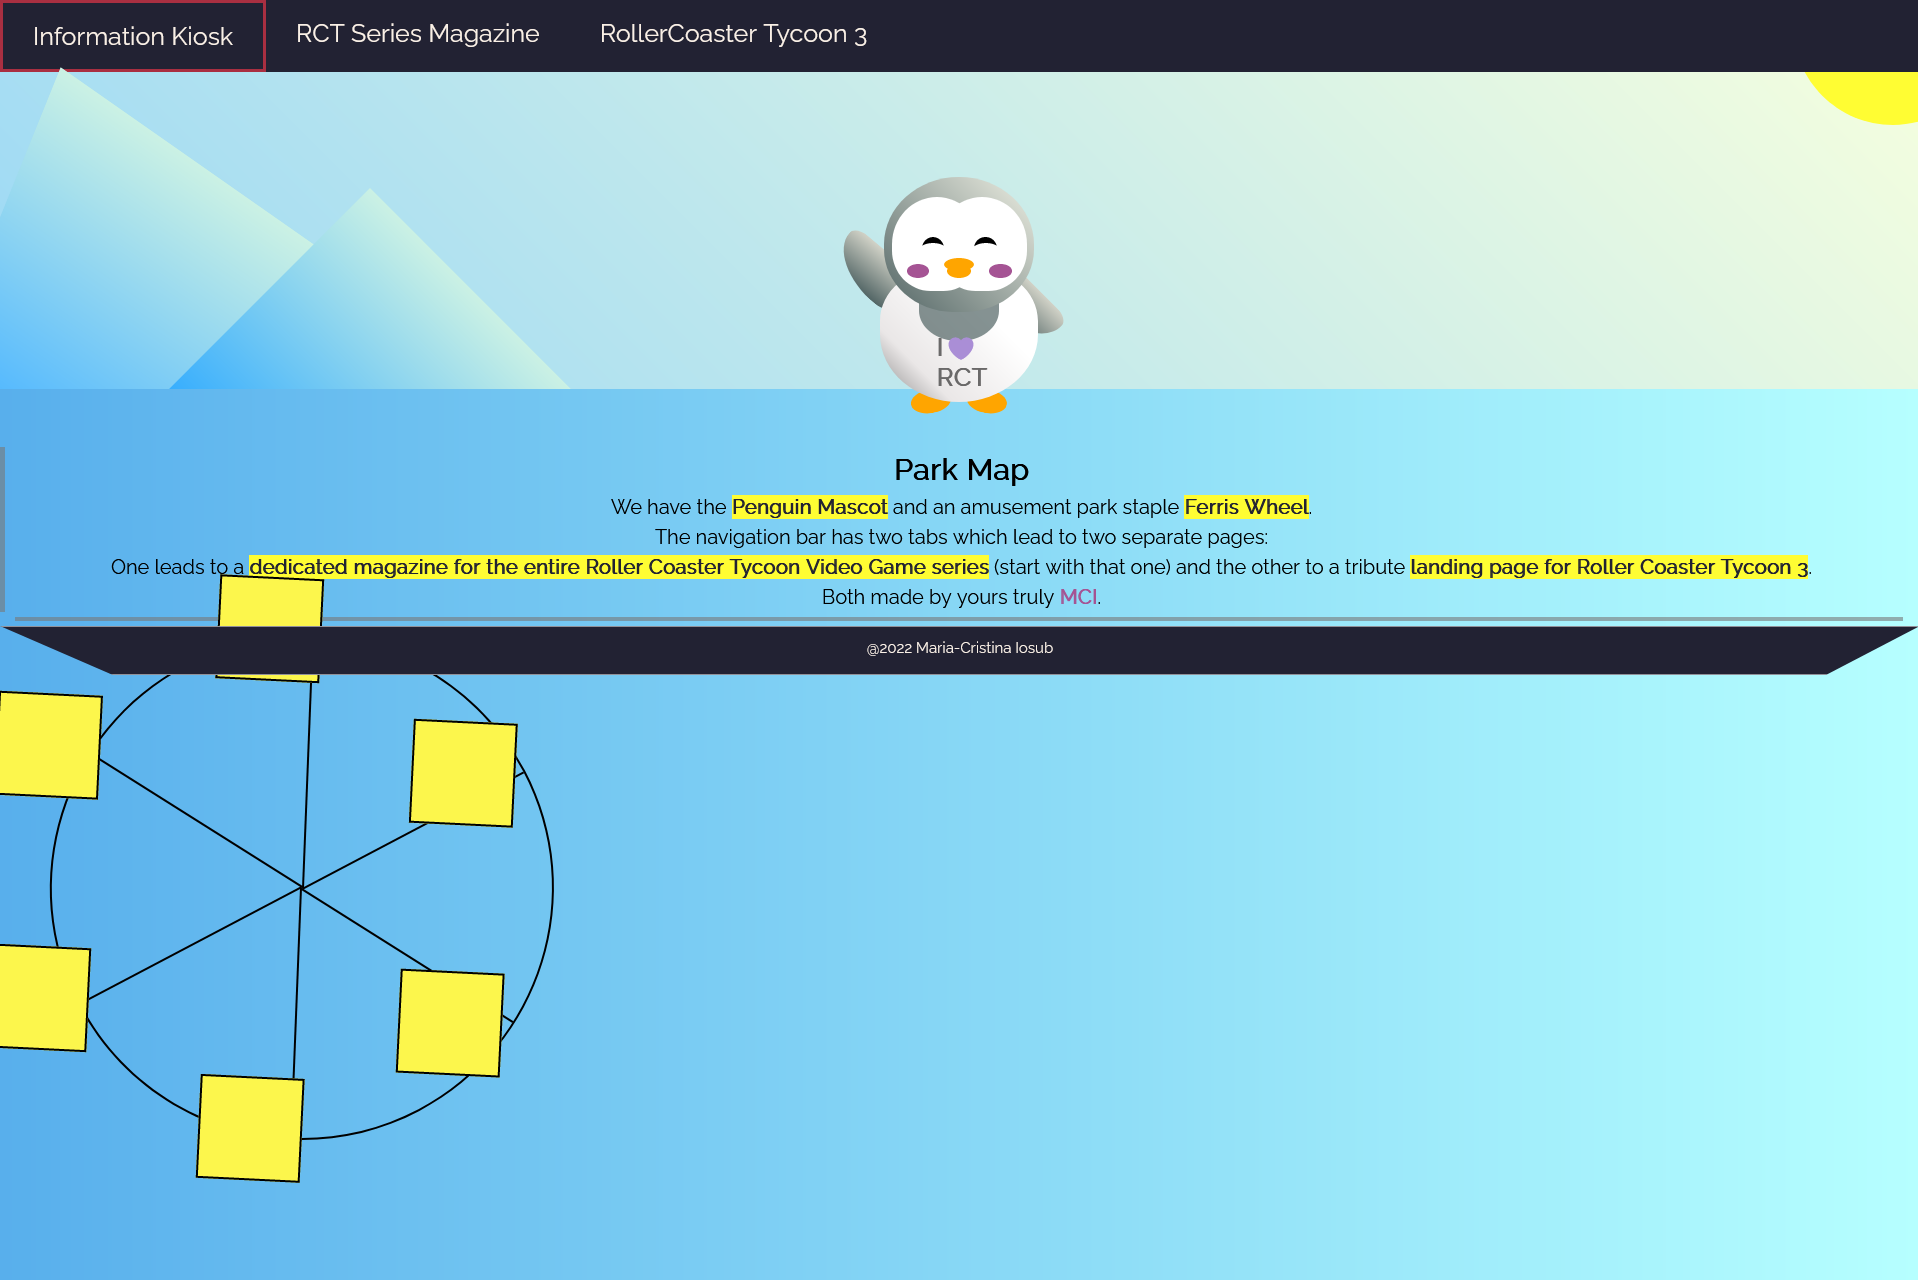 Information Kiosk
RCT Series Magazine
RollerCoaster Tycoon 3
I
RCT
Park Map
We have the Penguin Mascot and an amusement park staple Ferris Wheel.
The navigation bar has two tabs which lead to two separate pages:
One leads to a dedicated magazine for the entire Roller Coaster Tycoon Video Game series (start with that one) and the other to a tribute landing page for Roller Coaster Tycoon 3.
Both made by yours truly MCI.
@2022 Maria-Cristina Iosub